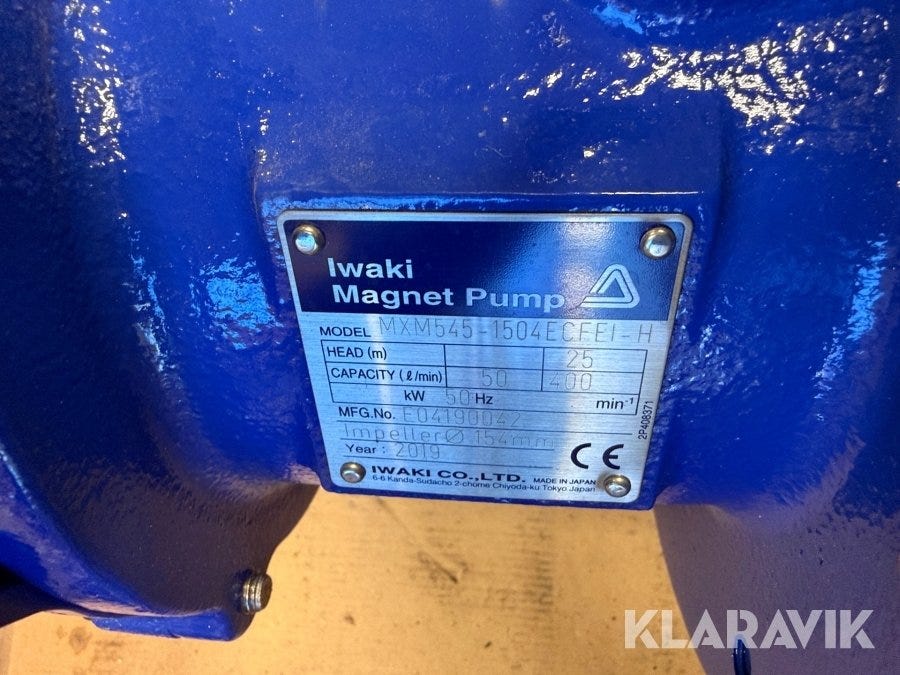 Iwaki
Magnet Pump
MODEL MXM545-1504ECFEI-H
HEAD (m) 25
CAPACITY (ℓ/min) 50 400
kW 50 Hz min-1
MFG.No. E04190042
Impeller Ø 154mm
Year: 2019
CE
IWAKI CO.,LTD. MADE IN JAPAN
6-6 Kanda-Sudacho 2-chome Chiyoda-ku Tokyo Japan
2P408371
KLARAVIK